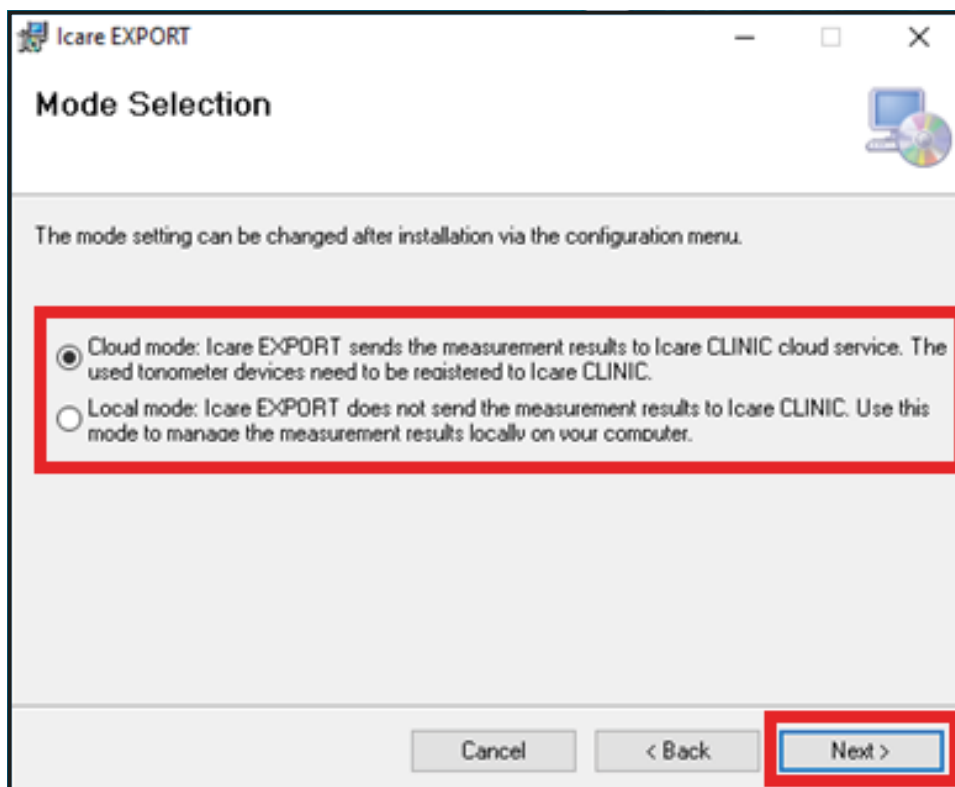 Icare EXPORT
Mode Selection
The mode setting can be changed after installation via the configuration menu.
Cloud mode: Icare EXPORT sends the measurement results to Icare CLINIC cloud service. The
used tonometer devices need to be registered to Icare CLINIC.
Local mode: Icare EXPORT does not send the measurement results to Icare CLINIC. Use this
mode to manage the measurement results locally on your computer.
Cancel
< Back
Next >